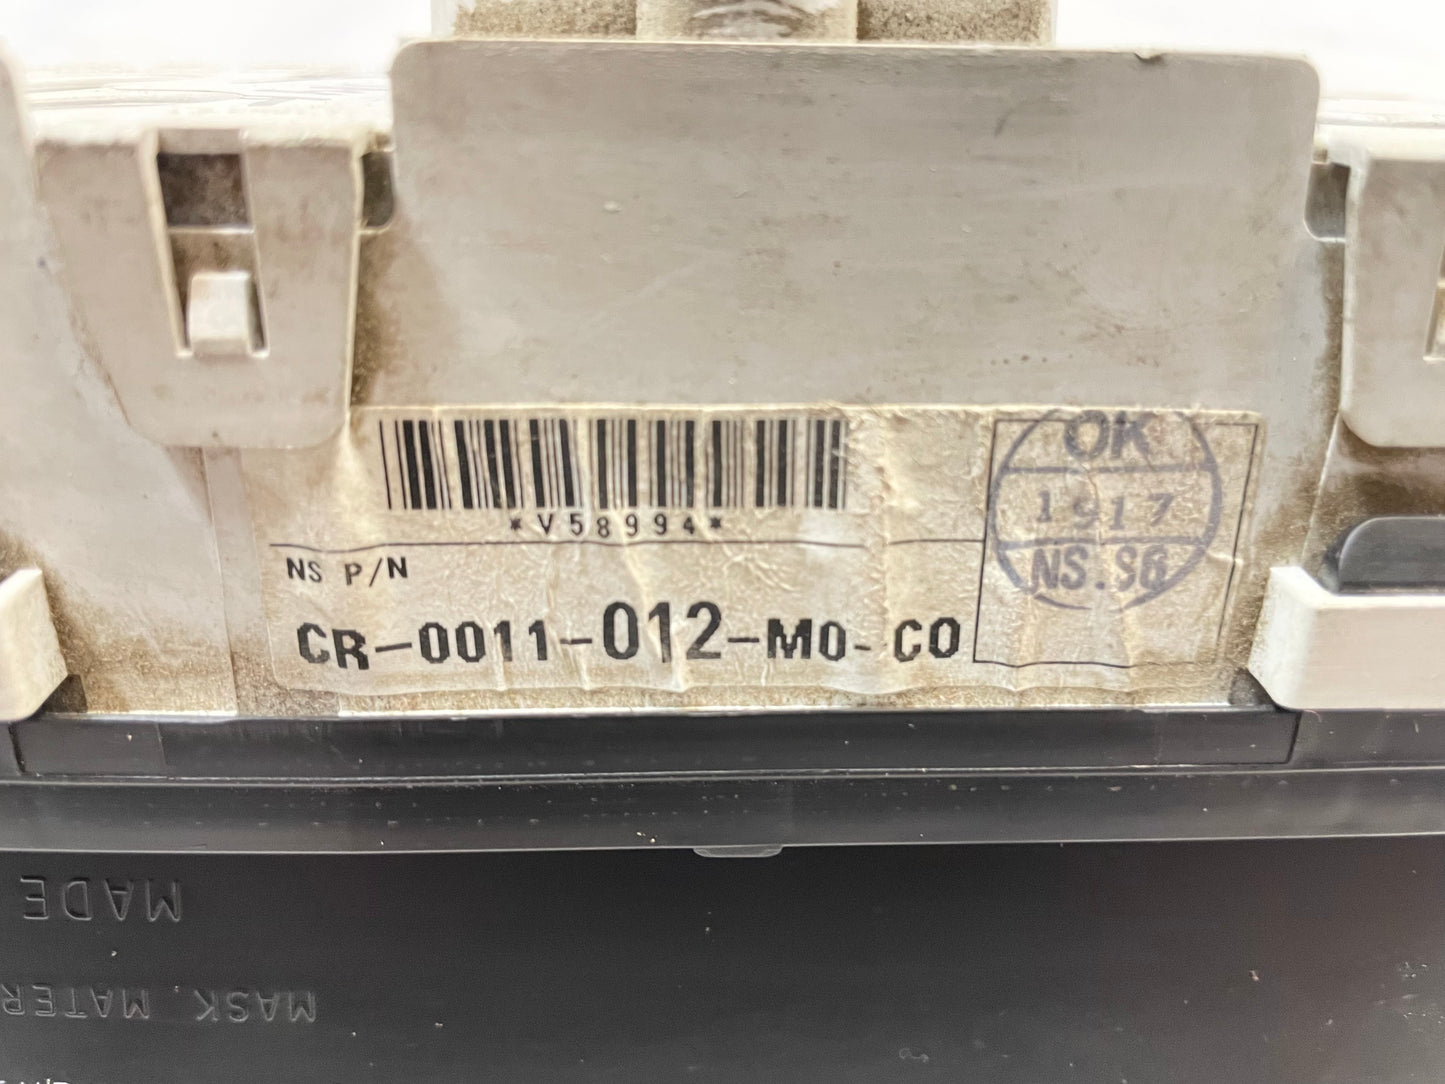 *V58994*
OK
1917
NS.S6
NS P/N
CR-0011-012-M0-C0
MADE
MASK MATER